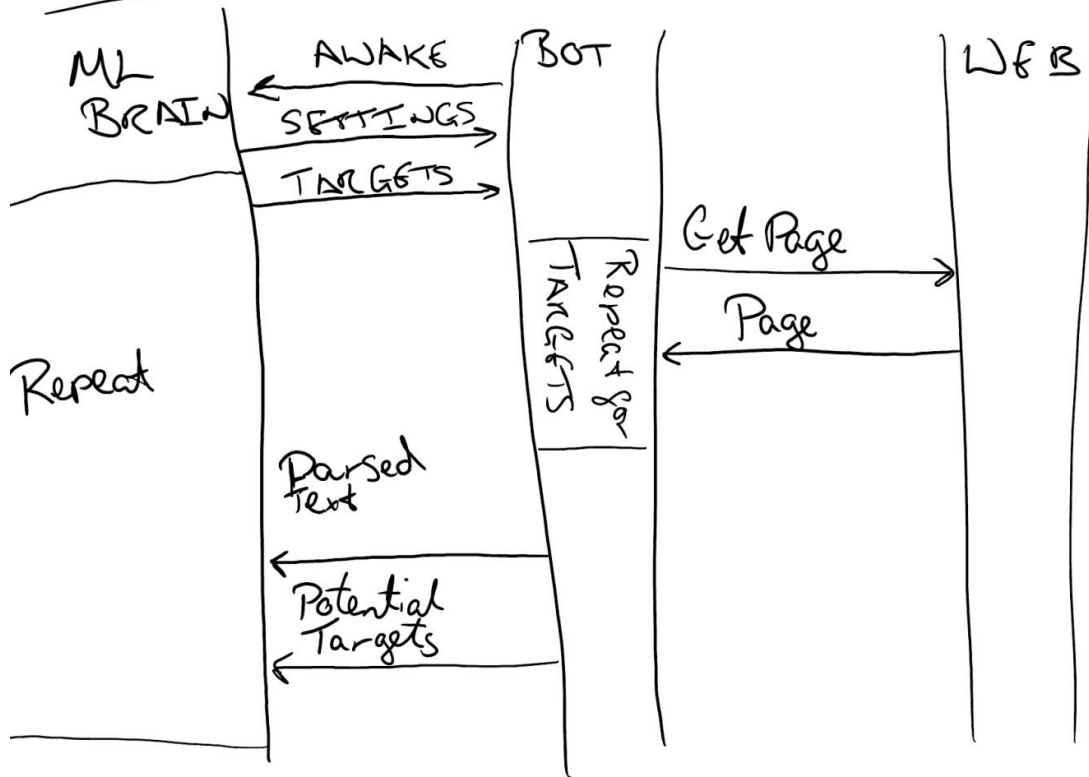 ML
BRAIN
AWAKE
BOT
WEB
SETTINGS
TARGETS
Get Page
Repeat for
TARGETS
Page
Repeat
Parsed
Text
Potential
Targets